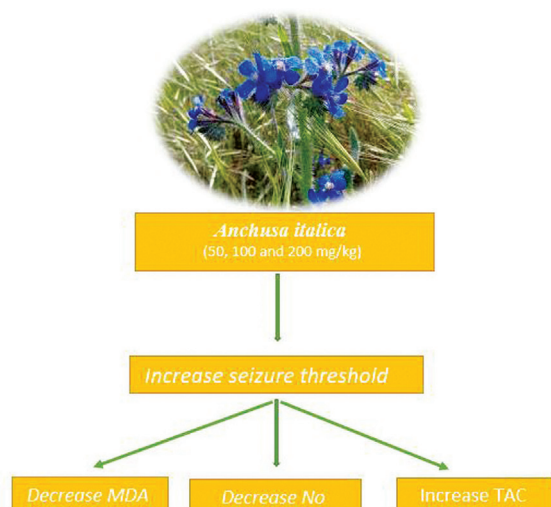 Anchusa italica
(50, 100 and 200 mg/kg)
Increase seizure threshold
Decrease MDA
Decrease No
Increase TAC